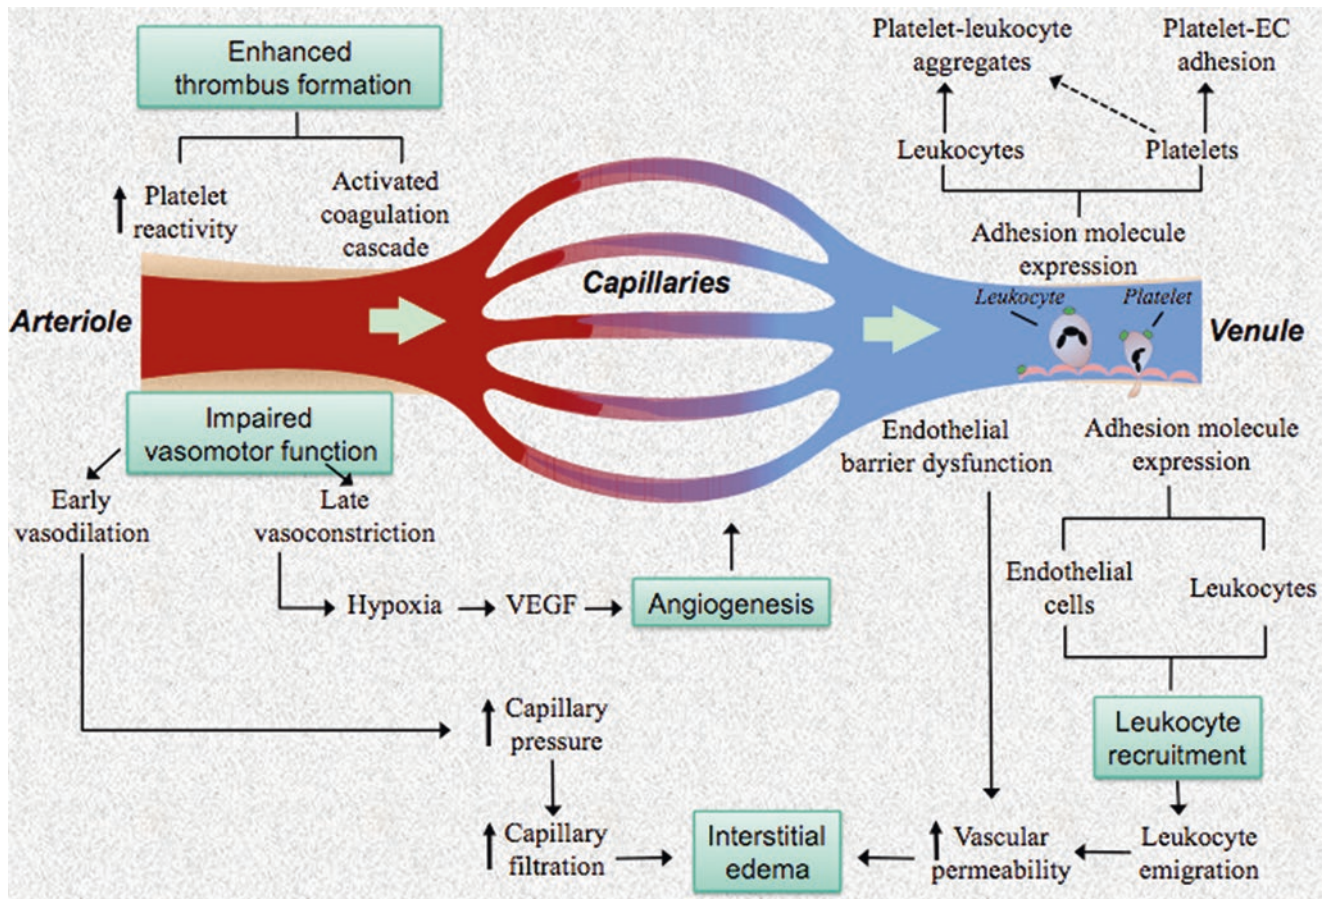 Enhanced
thrombus formation
Platelet
reactivity
Activated
coagulation
cascade
Platelet-leukocyte
aggregates
Platelet-EC
adhesion
Leukocytes
Platelets
Adhesion molecule
expression
Capillaries
Leukocyte
Platelet
Arteriole
Venule
Impaired
vasomotor function
Early
vasodilation
Late
vasoconstriction
Hypoxia
VEGF
Angiogenesis
Endothelial
barrier dysfunction
Adhesion molecule
expression
Endothelial
cells
Leukocytes
Leukocyte
recruitment
Capillary
pressure
Capillary
filtration
Interstitial
edema
Vascular
permeability
Leukocyte
emigration